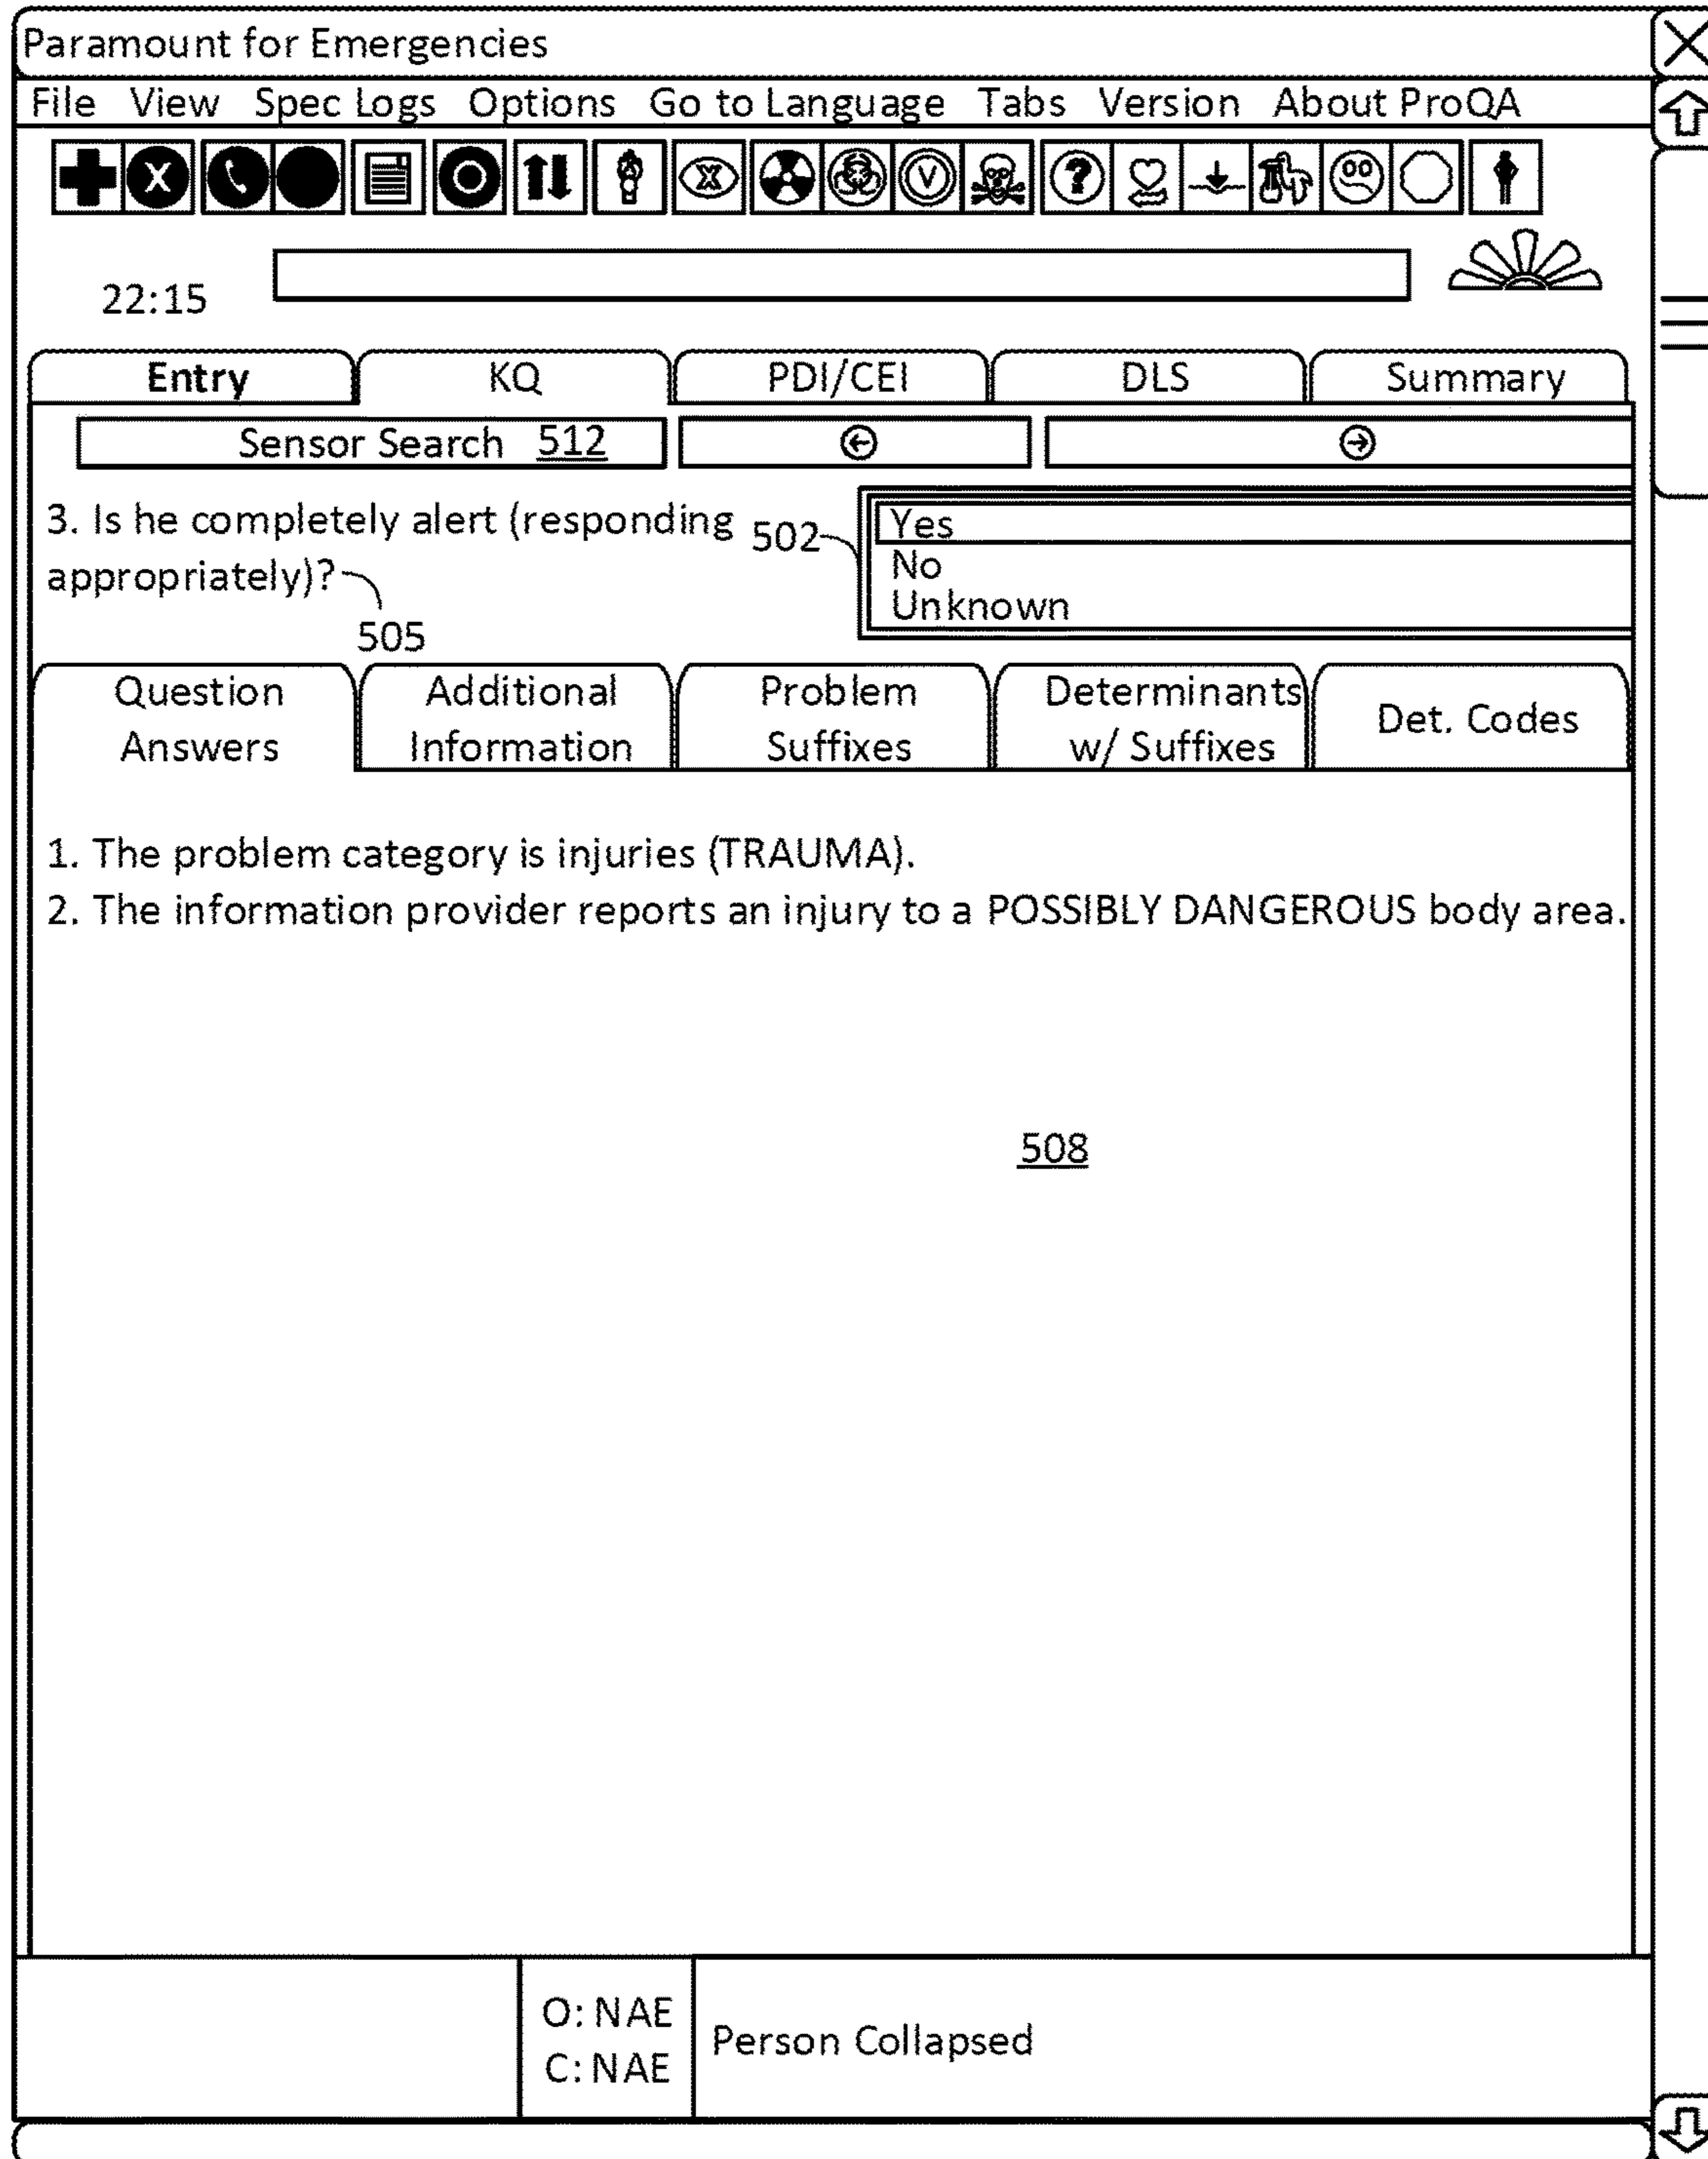 Paramount for Emergencies
File View Spec Logs Options Go to Language Tabs Version About ProQA
X
X
V
?
22:15
Entry KQ PDI/CEI DLS Summary
Sensor Search 512
3. Is he completely alert (responding
appropriately)?
505
502
Yes
No
Unknown
Question
Answers
Additional
Information
Problem
Suffixes
Determinants
w/ Suffixes
Det. Codes
1. The problem category is injuries (TRAUMA).
2. The information provider reports an injury to a POSSIBLY DANGEROUS body area.
508
O: NAE
C: NAE
Person Collapsed